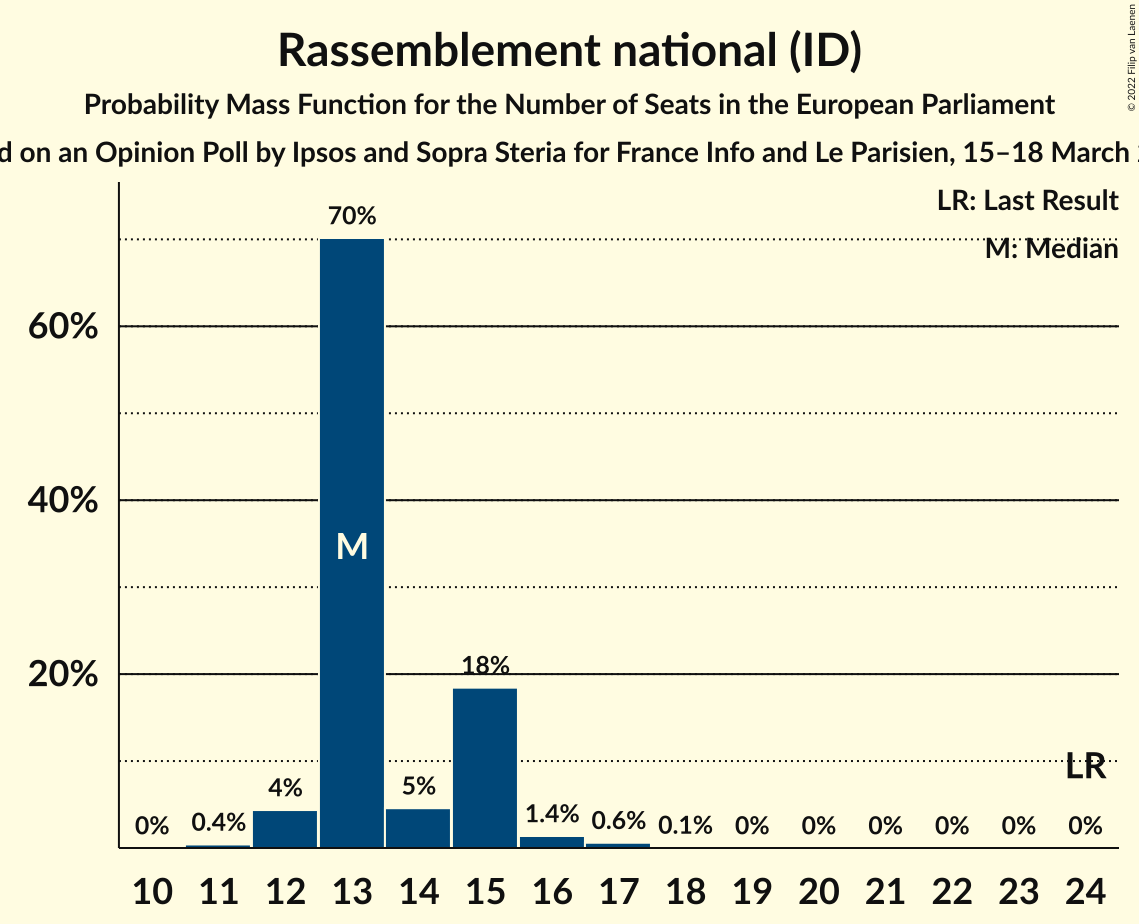 Rassemblement national (ID)
Probability Mass Function for the Number of Seats in the European Parliament
on an Opinion Poll by Ipsos and Sopra Steria for France Info and Le Parisien, 15–18 March
© 2022 Filip van Laenen
LR: Last Result
M: Median
60%
40%
20%
0%
0.4%
4%
70%
M
5%
18%
1.4%
0.6%
0.1%
0%
0%
0%
0%
0%
0%
LR
10 11 12 13 14 15 16 17 18 19 20 21 22 23 24